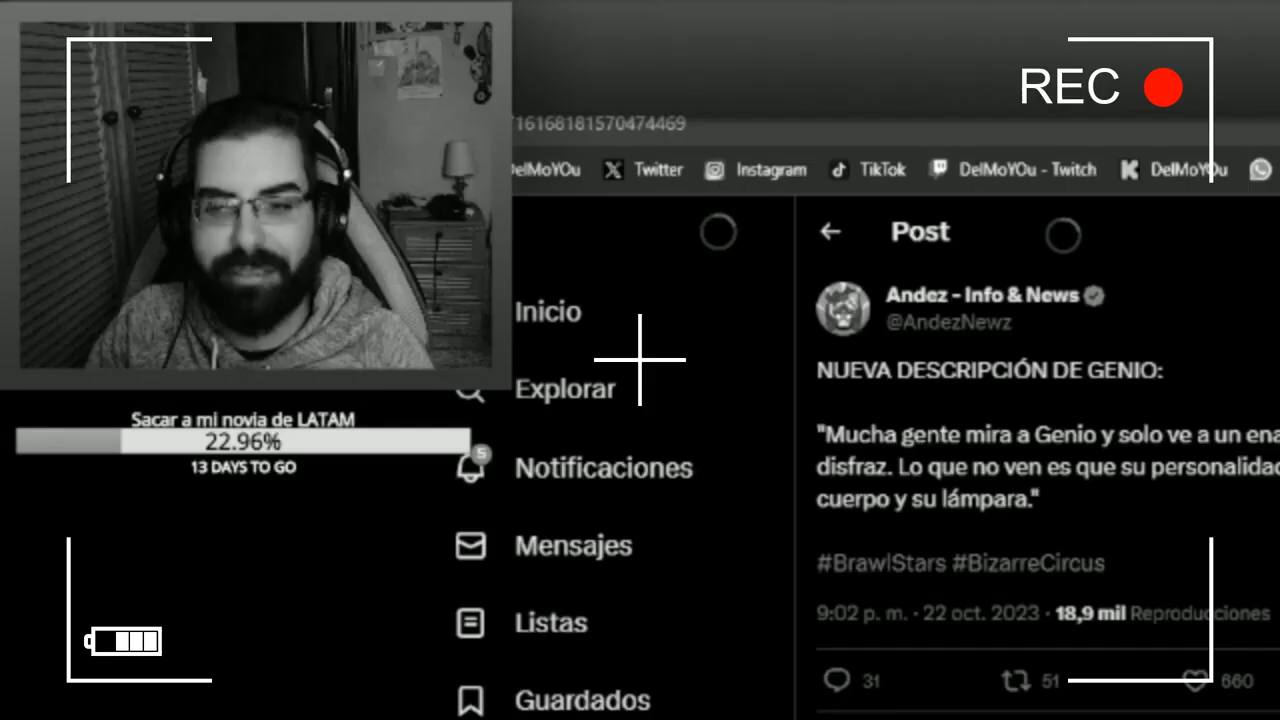 REC
716168181570474469
DelMoYOu
Twitter
Instagram
TikTok
DelMoYOu - Twitch
DelMoYOu
Post
Inicio
Andez - Info & News
@AndezNewz
NUEVA DESCRIPCIÓN DE GENIO:
Explorar
Sacar a mi novia de LATAM
22.96%
13 DAYS TO GO
"Mucha gente mira a Genio y solo ve a un ena
disfraz. Lo que no ven es que su personalidad
cuerpo y su lámpara."
5
Notificaciones
Mensajes
#BrawlStars #BizarreCircus
9:02 p. m. · 22 oct. 2023 · 18,9 mil Reproducciones
Listas
31
51
660
Guardados